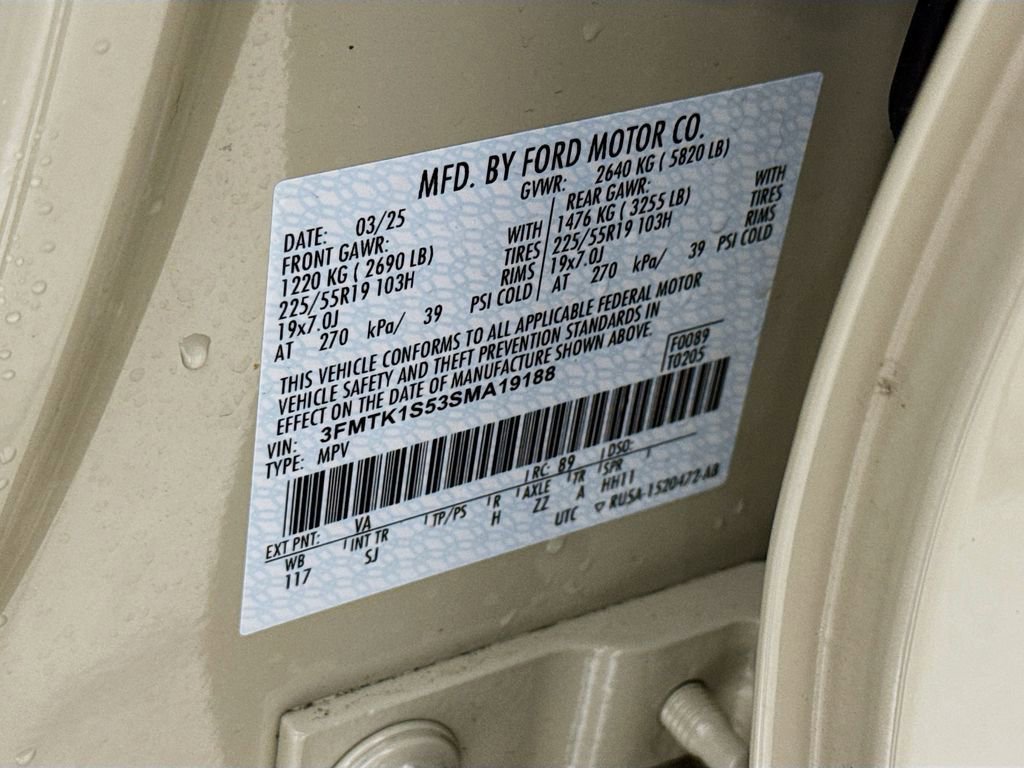 MFD. BY FORD MOTOR CO.
DATE: 03/25 GVWR: 2640 KG ( 5820 LB)
FRONT GAWR: REAR GAWR:
1220 KG ( 2690 LB) WITH 1476 KG ( 3255 LB) WITH
225/55R19 103H TIRES 225/55R19 103H TIRES
19x7.0J RIMS 19x7.0J RIMS
AT 270 kPa/ 39 PSI COLD AT 270 kPa/ 39 PSI COLD
THIS VEHICLE CONFORMS TO ALL APPLICABLE FEDERAL MOTOR
VEHICLE SAFETY AND THEFT PREVENTION STANDARDS IN
EFFECT ON THE DATE OF MANUFACTURE SHOWN ABOVE.
VIN: 3FMTK1S53SMA19188 F0089
TYPE: MPV T0205
EXT PNT: VA RC: 89 DSO:
WB INT TR TP/PS R AXLE TR SPR
117 SJ H ZZ A HH11
UTC ▽ RUSA-1520472-AB